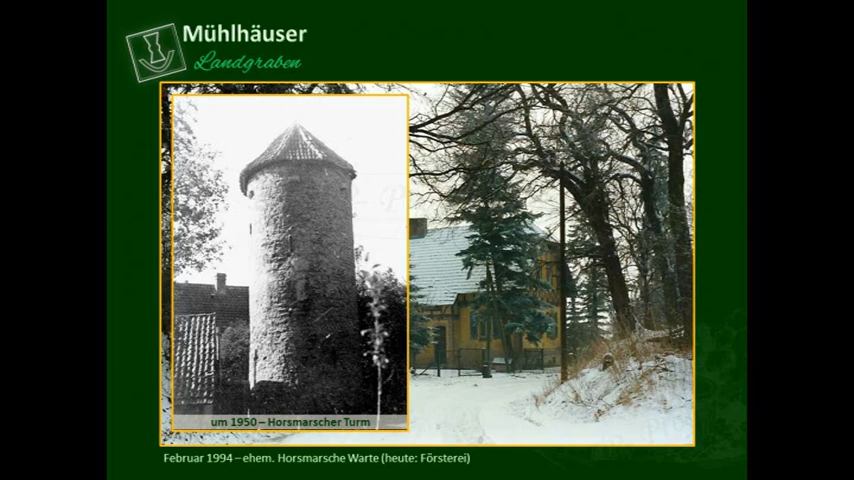 Mühlhäuser
Landgraben
um 1950 – Horsmarscher Turm
Februar 1994 – ehem. Horsmarsche Warte (heute: Försterei)